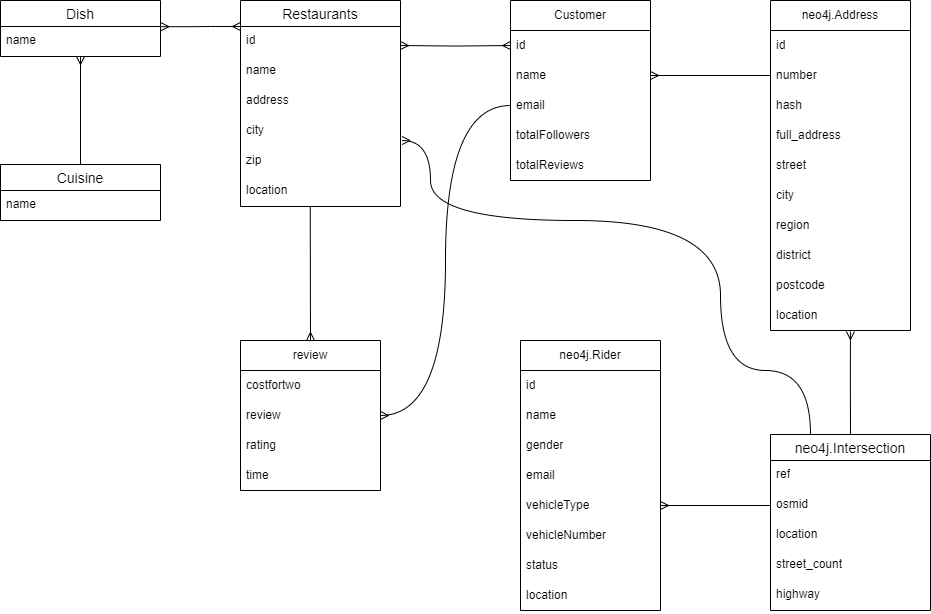 Dish
name
Cuisine
name
Restaurants
id
name
address
city
zip
location
Customer
id
name
email
totalFollowers
totalReviews
neo4j.Address
id
number
hash
full_address
street
city
region
district
postcode
location
review
costfortwo
review
rating
time
neo4j.Rider
id
name
gender
email
vehicleType
vehicleNumber
status
location
neo4j.Intersection
ref
osmid
location
street_count
highway